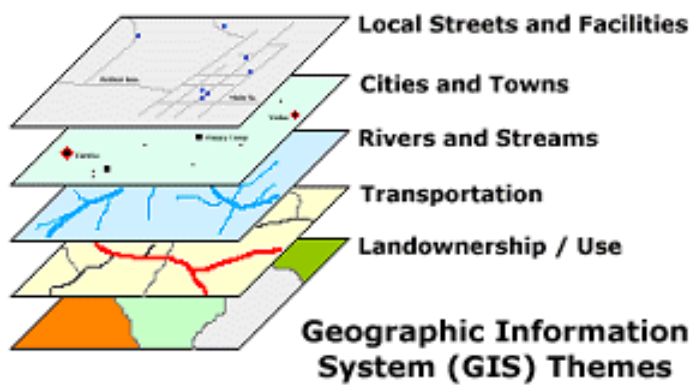 Local Streets and Facilities
Cities and Towns
Rivers and Streams
Transportation
Landownership / Use
Geographic Information
System (GIS) Themes